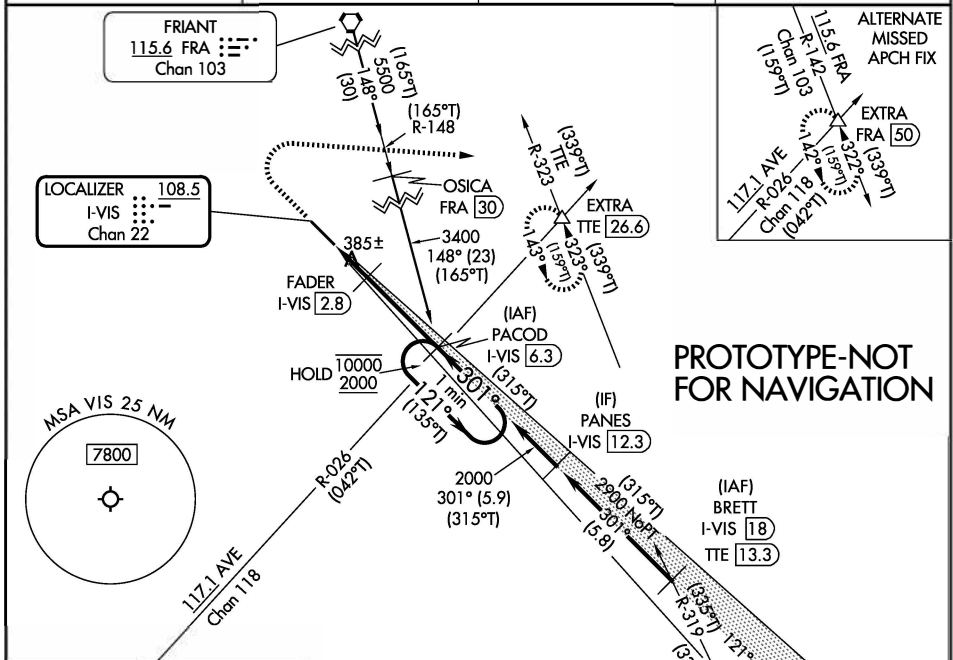 FRIANT
115.6 FRA
Chan 103
(165°T)
5500
148°
(30)
(165°T)
R-148
OSICA
FRA 30
3400
148° (23)
(165°T)
LOCALIZER 108.5
I-VIS
Chan 22
385±
FADER
I-VIS 2.8
(339°T)
TTE
R-323
EXTRA
TTE 26.6
143°
(159°T)
323°
(339°T)
ALTERNATE
MISSED
APCH FIX
115.6 FRA
Chan 103
R-142
(159°T)
EXTRA
FRA 50
142°
(159°T)
322°
(339°T)
117.1 AVE
R-026
Chan 118
(042°T)
(IAF)
PACOD
I-VIS 6.3
(315°T)
HOLD 10000
2000
301°
1 min
121°
(135°T)
PROTOTYPE-NOT
FOR NAVIGATION
(IF)
PANES
I-VIS 12.3
MSA VIS 25 NM
7800
R-026
(042°T)
117.1 AVE
Chan 118
2000
301° (5.9)
(315°T)
(315°T)
2900 NoPT
301°
(5.8)
(IAF)
BRETT
I-VIS 18
TTE 13.3
(335°T)
R-319
121°